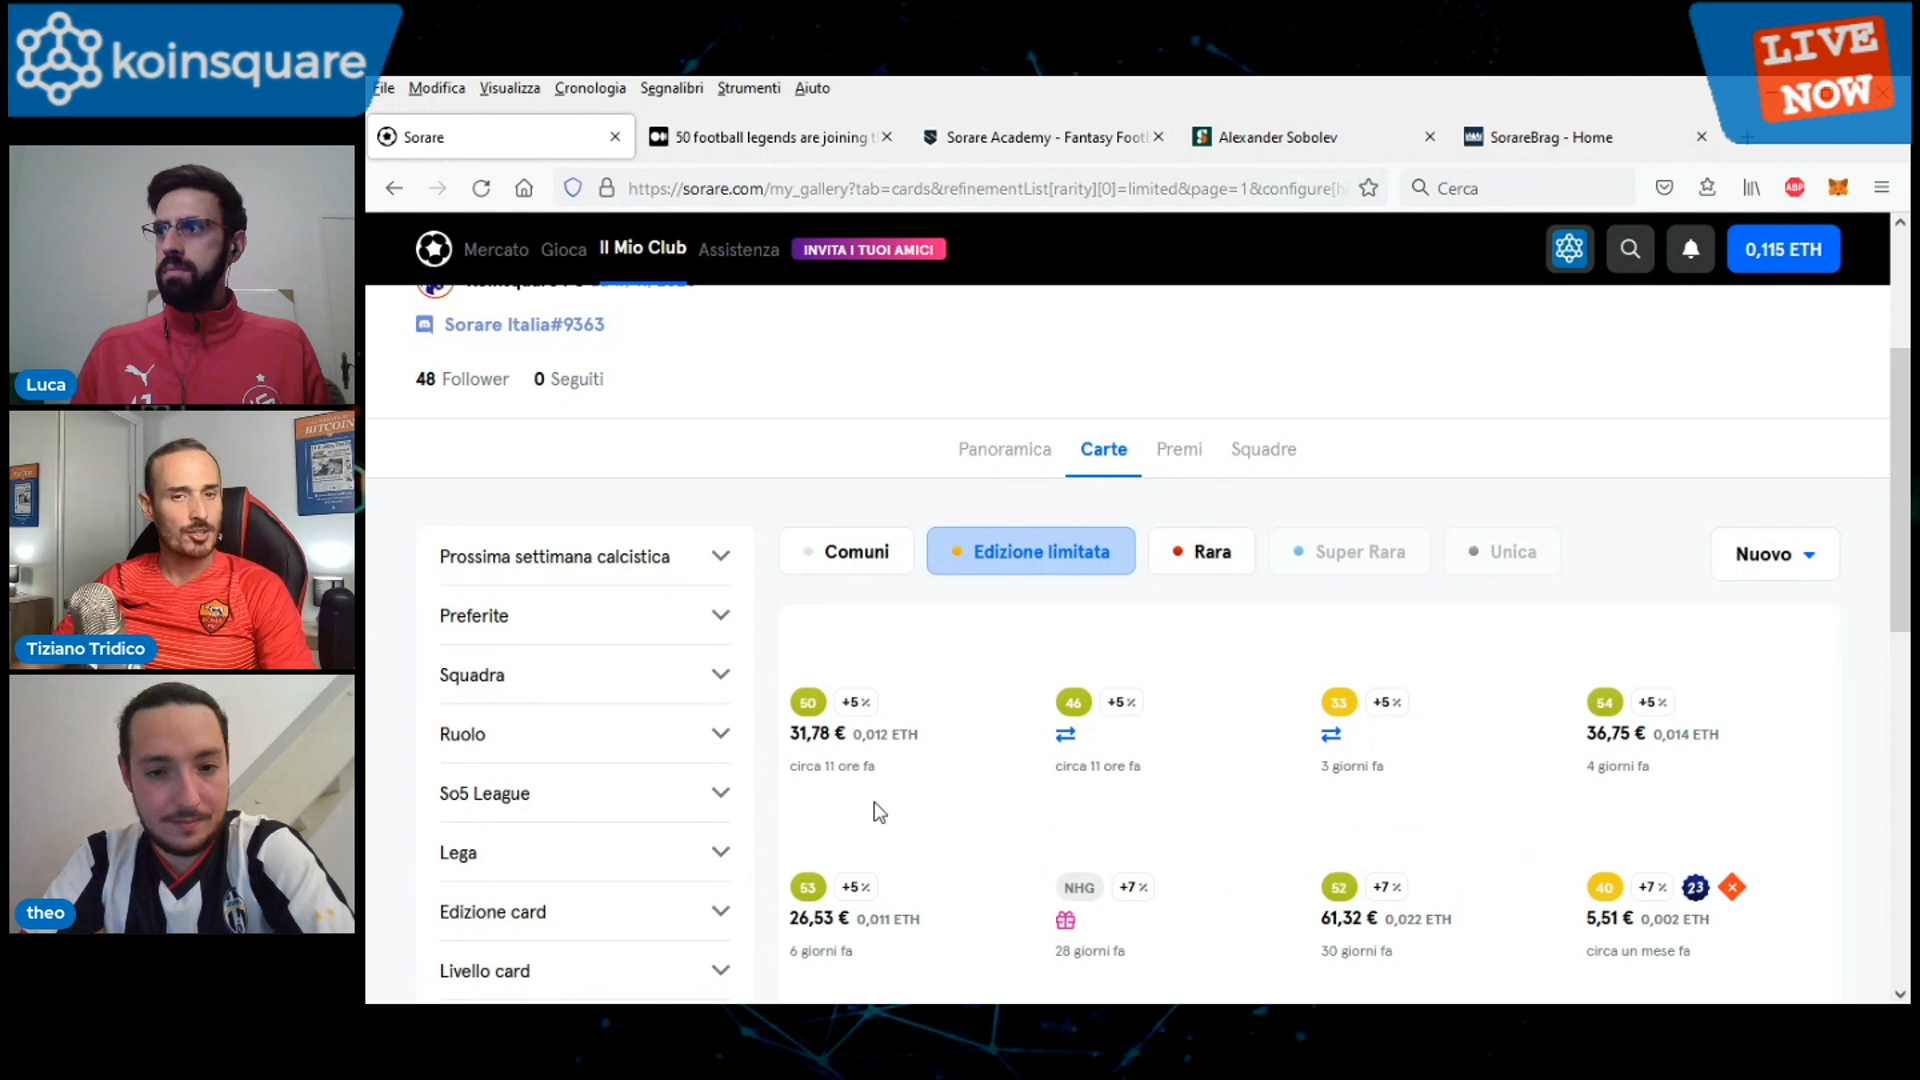 koinsquare
LIVE
NOW
File Modifica Visualizza Cronologia Segnalibri Strumenti Aiuto
Sorare
50 football legends are joining t
Sorare Academy - Fantasy Footb
Alexander Sobolev
SorareBrag - Home
https://sorare.com/my_gallery?tab=cards&refinementList[rarity][0]=limited&page=1&configure[h
Cerca
ABP
Mercato Gioca Il Mio Club Assistenza INVITA I TUOI AMICI
0,115 ETH
Sorare Italia#9363
48 Follower 0 Seguiti
Panoramica Carte Premi Squadre
Prossima settimana calcistica
Preferite
Squadra
Ruolo
So5 League
Lega
Edizione card
Livello card
Comuni Edizione limitata Rara Super Rara Unica Nuovo
50 +5% 46 +5% 33 +5% 54 +5%
31,78 € 0,012 ETH 36,75 € 0,014 ETH
circa 11 ore fa circa 11 ore fa 3 giorni fa 4 giorni fa
53 +5% NHG +7% 52 +7% 40 +7% 23
26,53 € 0,011 ETH 61,32 € 0,022 ETH 5,51 € 0,002 ETH
6 giorni fa 28 giorni fa 30 giorni fa circa un mese fa
Luca
BITCOIN
Tiziano Tridico
theo